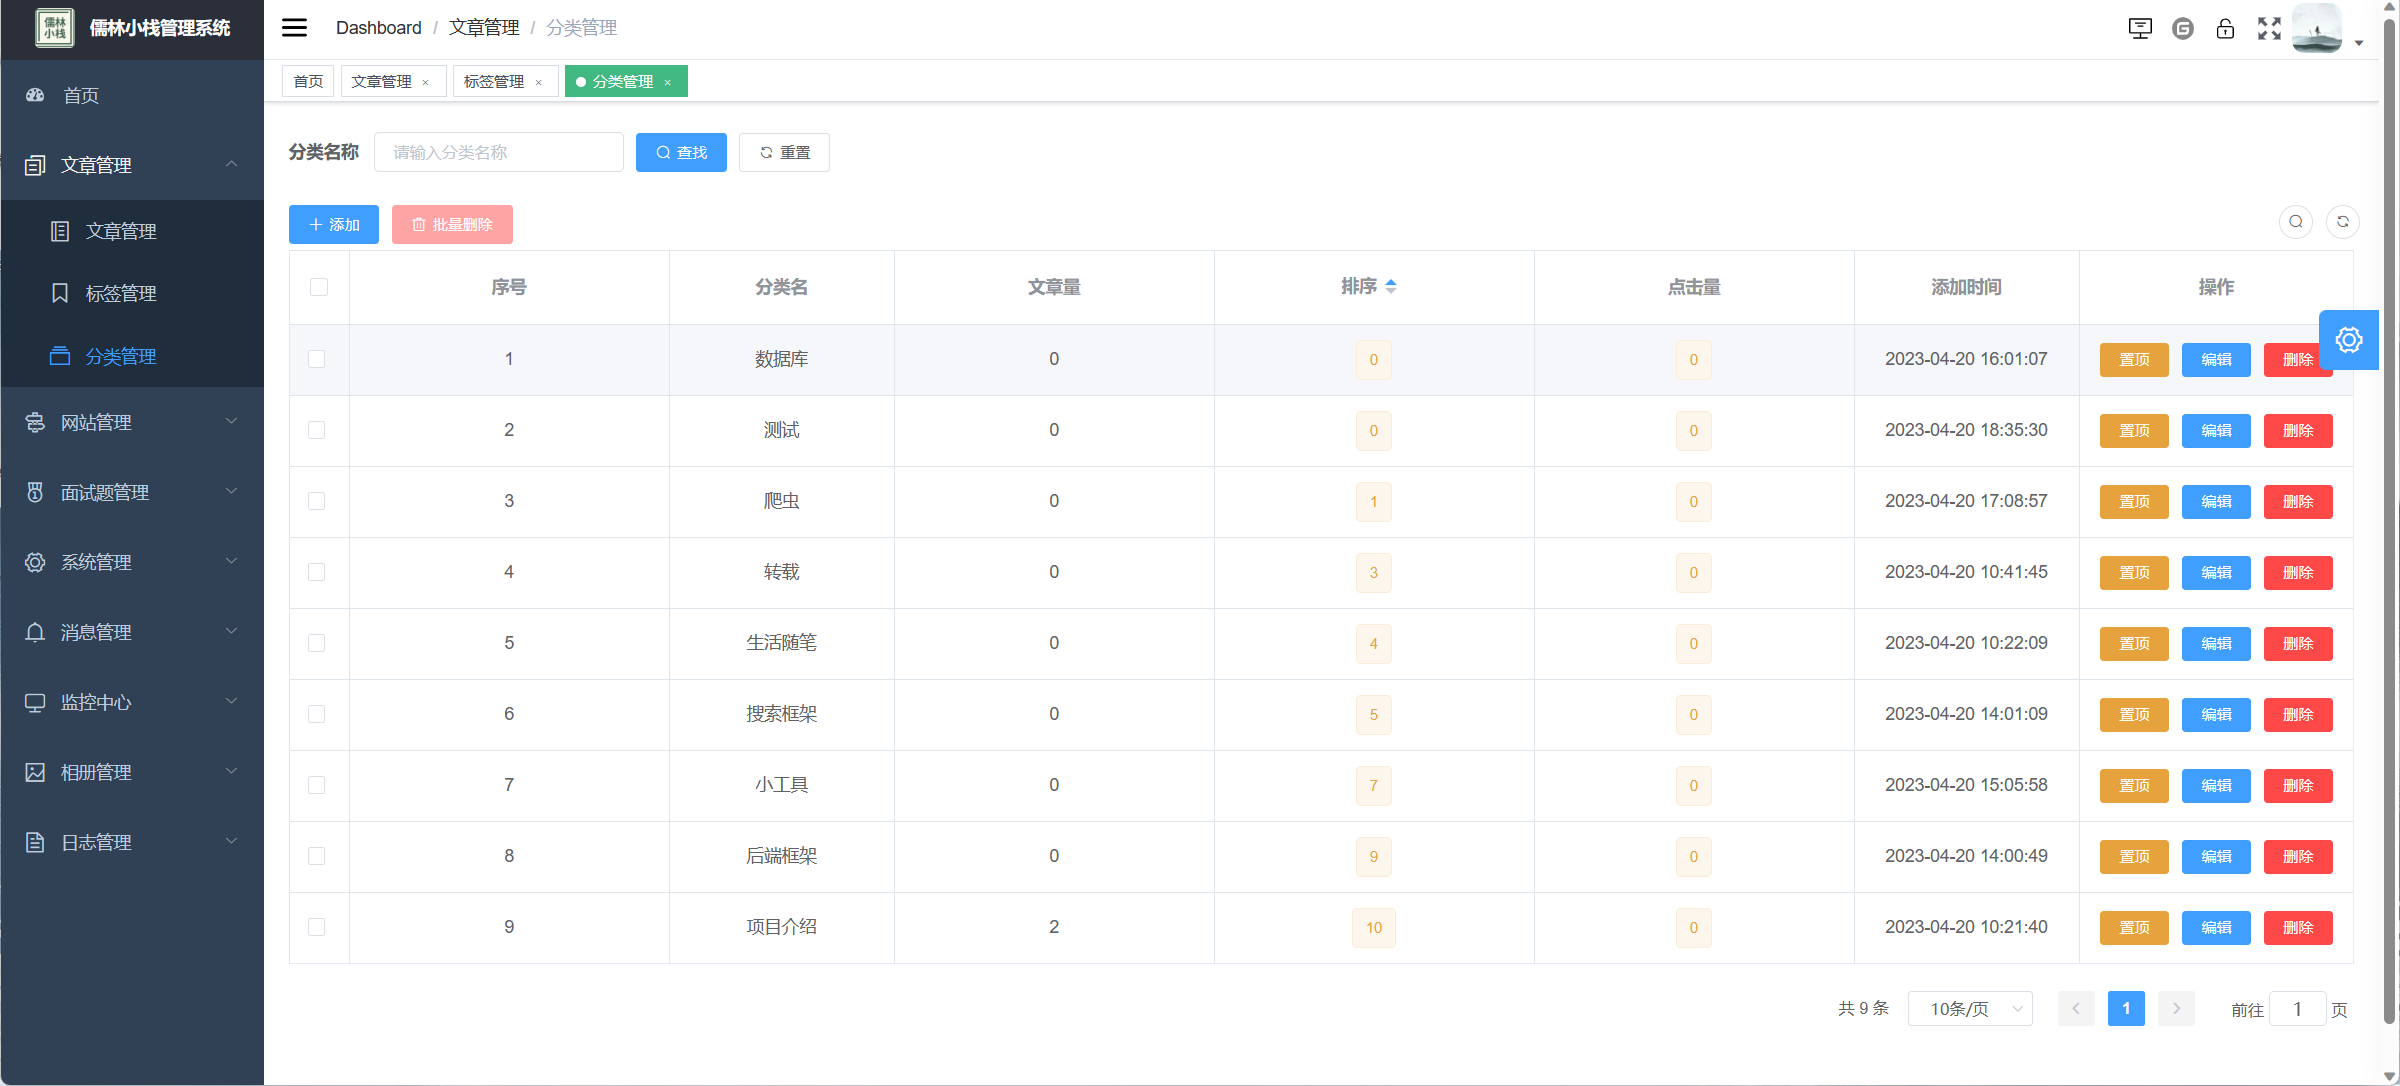 儒林小栈
儒林小栈管理系统
Dashboard / 文章管理 / 分类管理
首页 文章管理 × 标签管理 × 分类管理 ×
首页
文章管理
文章管理
标签管理
分类管理
网站管理
面试题管理
系统管理
消息管理
监控中心
相册管理
日志管理
分类名称 请输入分类名称 查找 重置
添加 批量删除
序号 分类名 文章量 排序 点击量 添加时间 操作
1 数据库 0 0 0 2023-04-20 16:01:07 置顶 编辑 删除
2 测试 0 0 0 2023-04-20 18:35:30 置顶 编辑 删除
3 爬虫 0 1 0 2023-04-20 17:08:57 置顶 编辑 删除
4 转载 0 3 0 2023-04-20 10:41:45 置顶 编辑 删除
5 生活随笔 0 4 0 2023-04-20 10:22:09 置顶 编辑 删除
6 搜索框架 0 5 0 2023-04-20 14:01:09 置顶 编辑 删除
7 小工具 0 7 0 2023-04-20 15:05:58 置顶 编辑 删除
8 后端框架 0 9 0 2023-04-20 14:00:49 置顶 编辑 删除
9 项目介绍 2 10 0 2023-04-20 10:21:40 置顶 编辑 删除
共 9 条 10条/页 1 前往 1 页